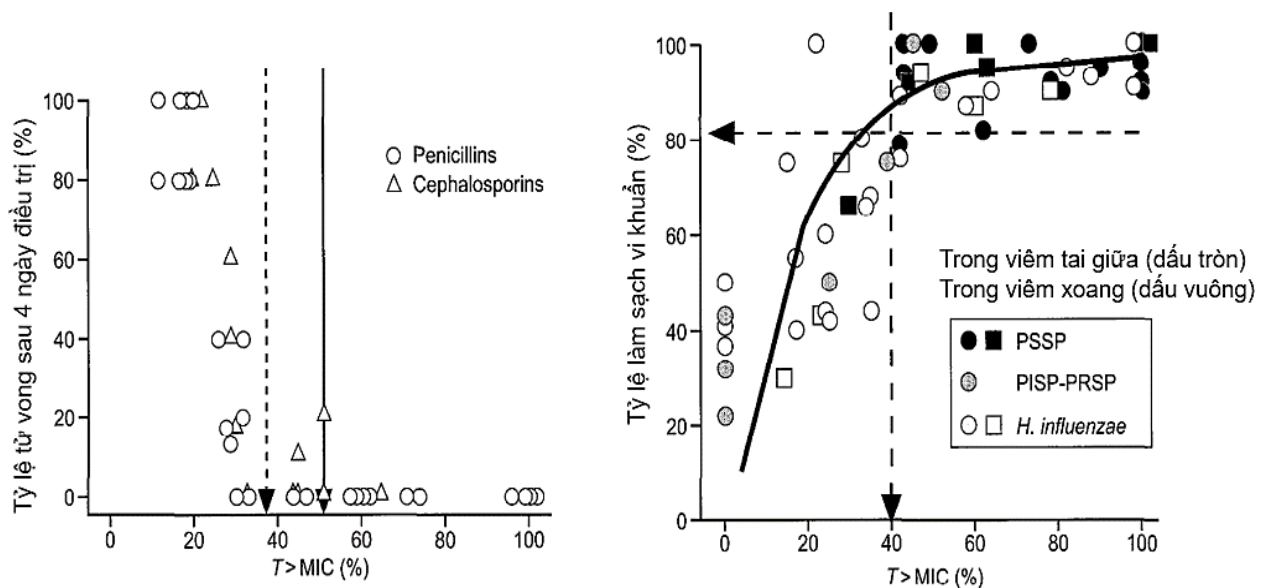 Tỷ lệ tử vong sau 4 ngày điều trị (%)
100
80
60
40
20
0
Penicillins
Cephalosporins
0 20 40 60 80 100
T>MIC (%)
Tỷ lệ làm sạch vi khuẩn (%)
100
80
60
40
20
0
Trong viêm tai giữa (dấu tròn)
Trong viêm xoang (dấu vuông)
PSSP
PISP-PRSP
H. influenzae
0 20 40 60 80 100
T>MIC (%)